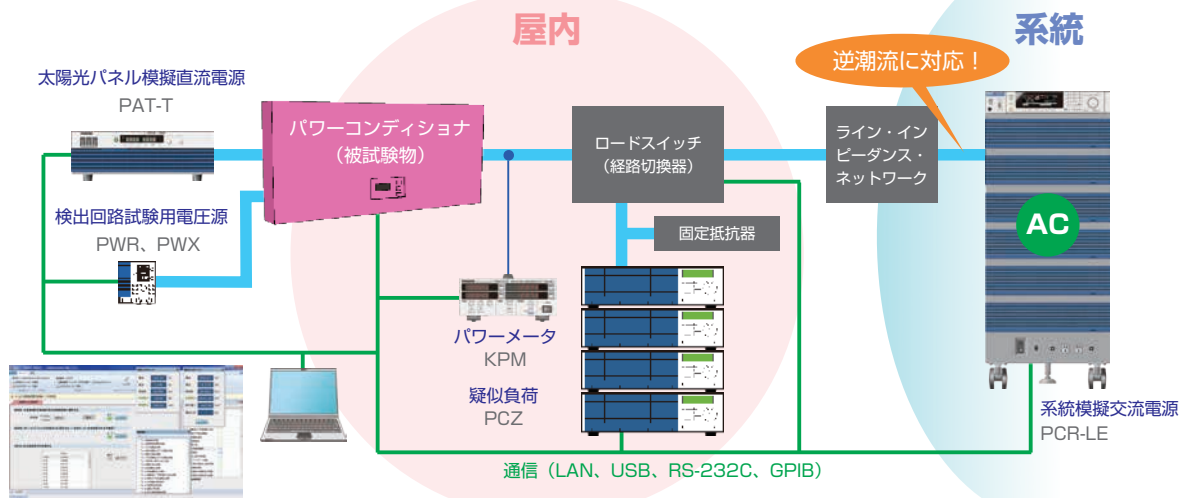 屋内
系統
逆潮流に対応！
太陽光パネル模擬直流電源
PAT-T
パワーコンディショナ
（被試験物）
ロードスイッチ
（経路切換器）
ライン・イン
ピーダンス・
ネットワーク
検出回路試験用電圧源
PWR、PWX
固定抵抗器
AC
パワーメータ
KPM
疑似負荷
PCZ
系統模擬交流電源
PCR-LE
通信（LAN、USB、RS-232C、GPIB）